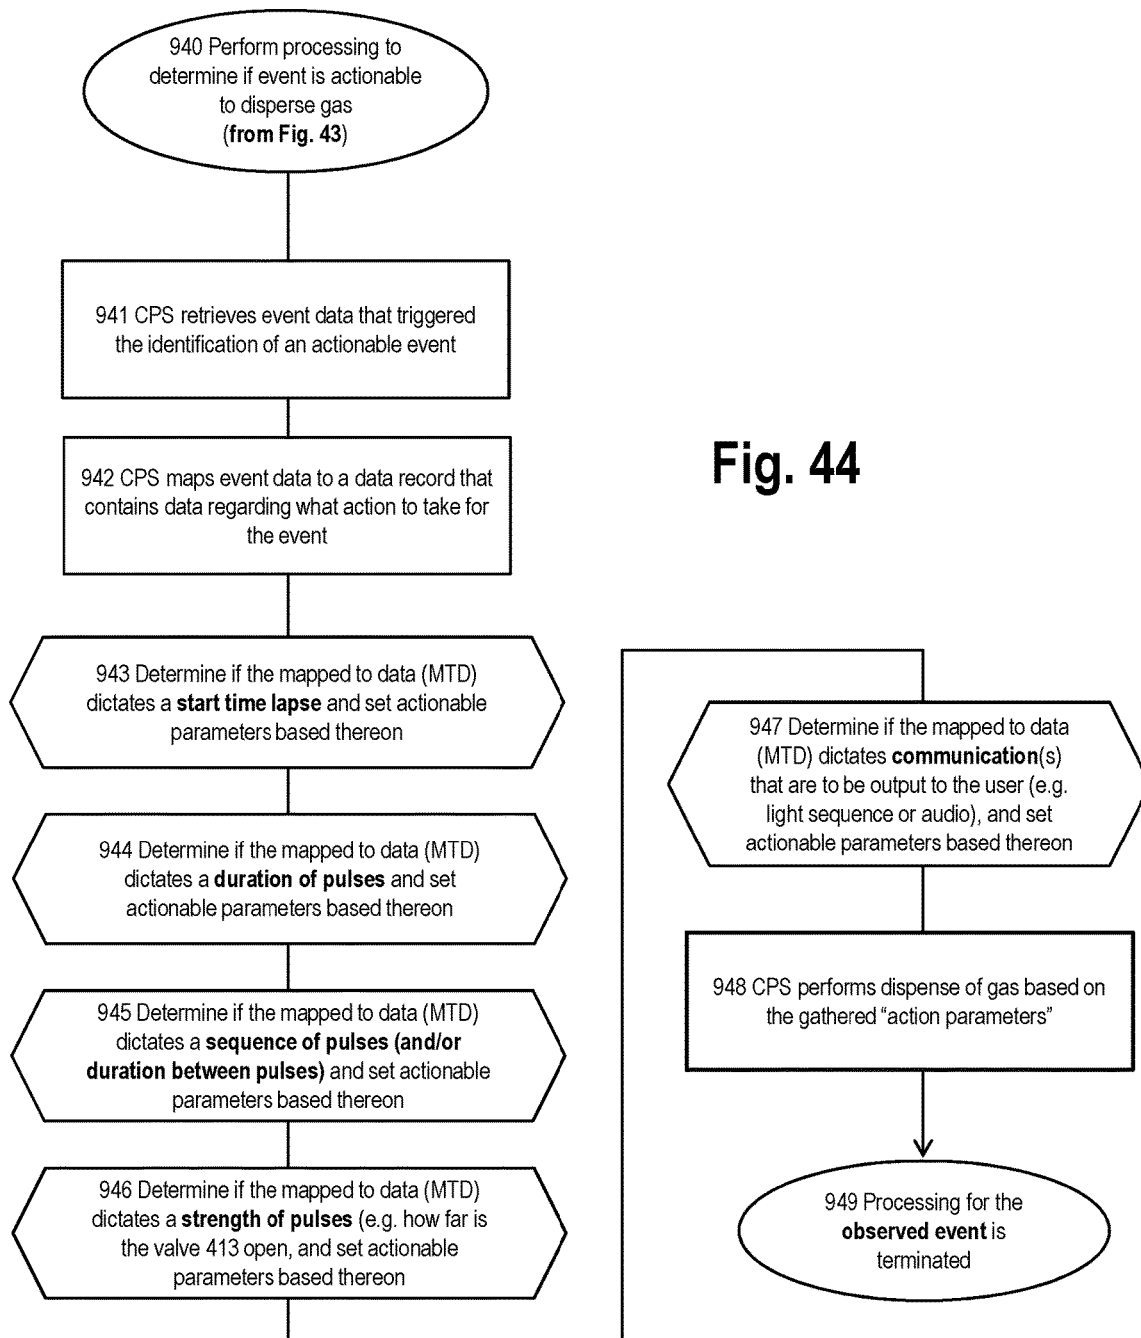 940 Perform processing to
determine if event is actionable
to disperse gas
(from Fig. 43)
941 CPS retrieves event data that triggered
the identification of an actionable event
942 CPS maps event data to a data record that
contains data regarding what action to take for
the event
943 Determine if the mapped to data (MTD)
dictates a start time lapse and set actionable
parameters based thereon
944 Determine if the mapped to data (MTD)
dictates a duration of pulses and set
actionable parameters based thereon
945 Determine if the mapped to data (MTD)
dictates a sequence of pulses (and/or
duration between pulses) and set actionable
parameters based thereon
946 Determine if the mapped to data (MTD)
dictates a strength of pulses (e.g. how far is
the valve 413 open, and set actionable
parameters based thereon
Fig. 44
947 Determine if the mapped to data
(MTD) dictates communication(s)
that are to be output to the user (e.g.
light sequence or audio), and set
actionable parameters based thereon
948 CPS performs dispense of gas based on
the gathered “action parameters”
949 Processing for the
observed event is
terminated